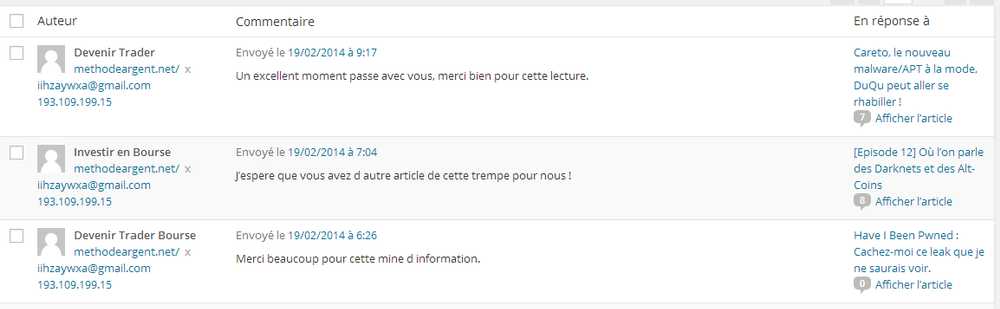 Auteur Commentaire En réponse à
Devenir Trader
methodeargent.net/ x
iihzaywxa@gmail.com
193.109.199.15
Envoyé le 19/02/2014 à 9:17
Un excellent moment passe avec vous, merci bien pour cette lecture.
Careto, le nouveau
malware/APT à la mode.
DuQu peut aller se
rhabiller !
7 Afficher l'article
Investir en Bourse
methodeargent.net/ x
iihzaywxa@gmail.com
193.109.199.15
Envoyé le 19/02/2014 à 7:04
J'espere que vous avez d autre article de cette trempe pour nous !
[Episode 12] Où l'on parle
des Darknets et des Alt-
Coins
8 Afficher l'article
Devenir Trader Bourse
methodeargent.net/ x
iihzaywxa@gmail.com
193.109.199.15
Envoyé le 19/02/2014 à 6:26
Merci beaucoup pour cette mine d information.
Have I Been Pwned :
Cachez-moi ce leak que je
ne saurais voir.
0 Afficher l'article